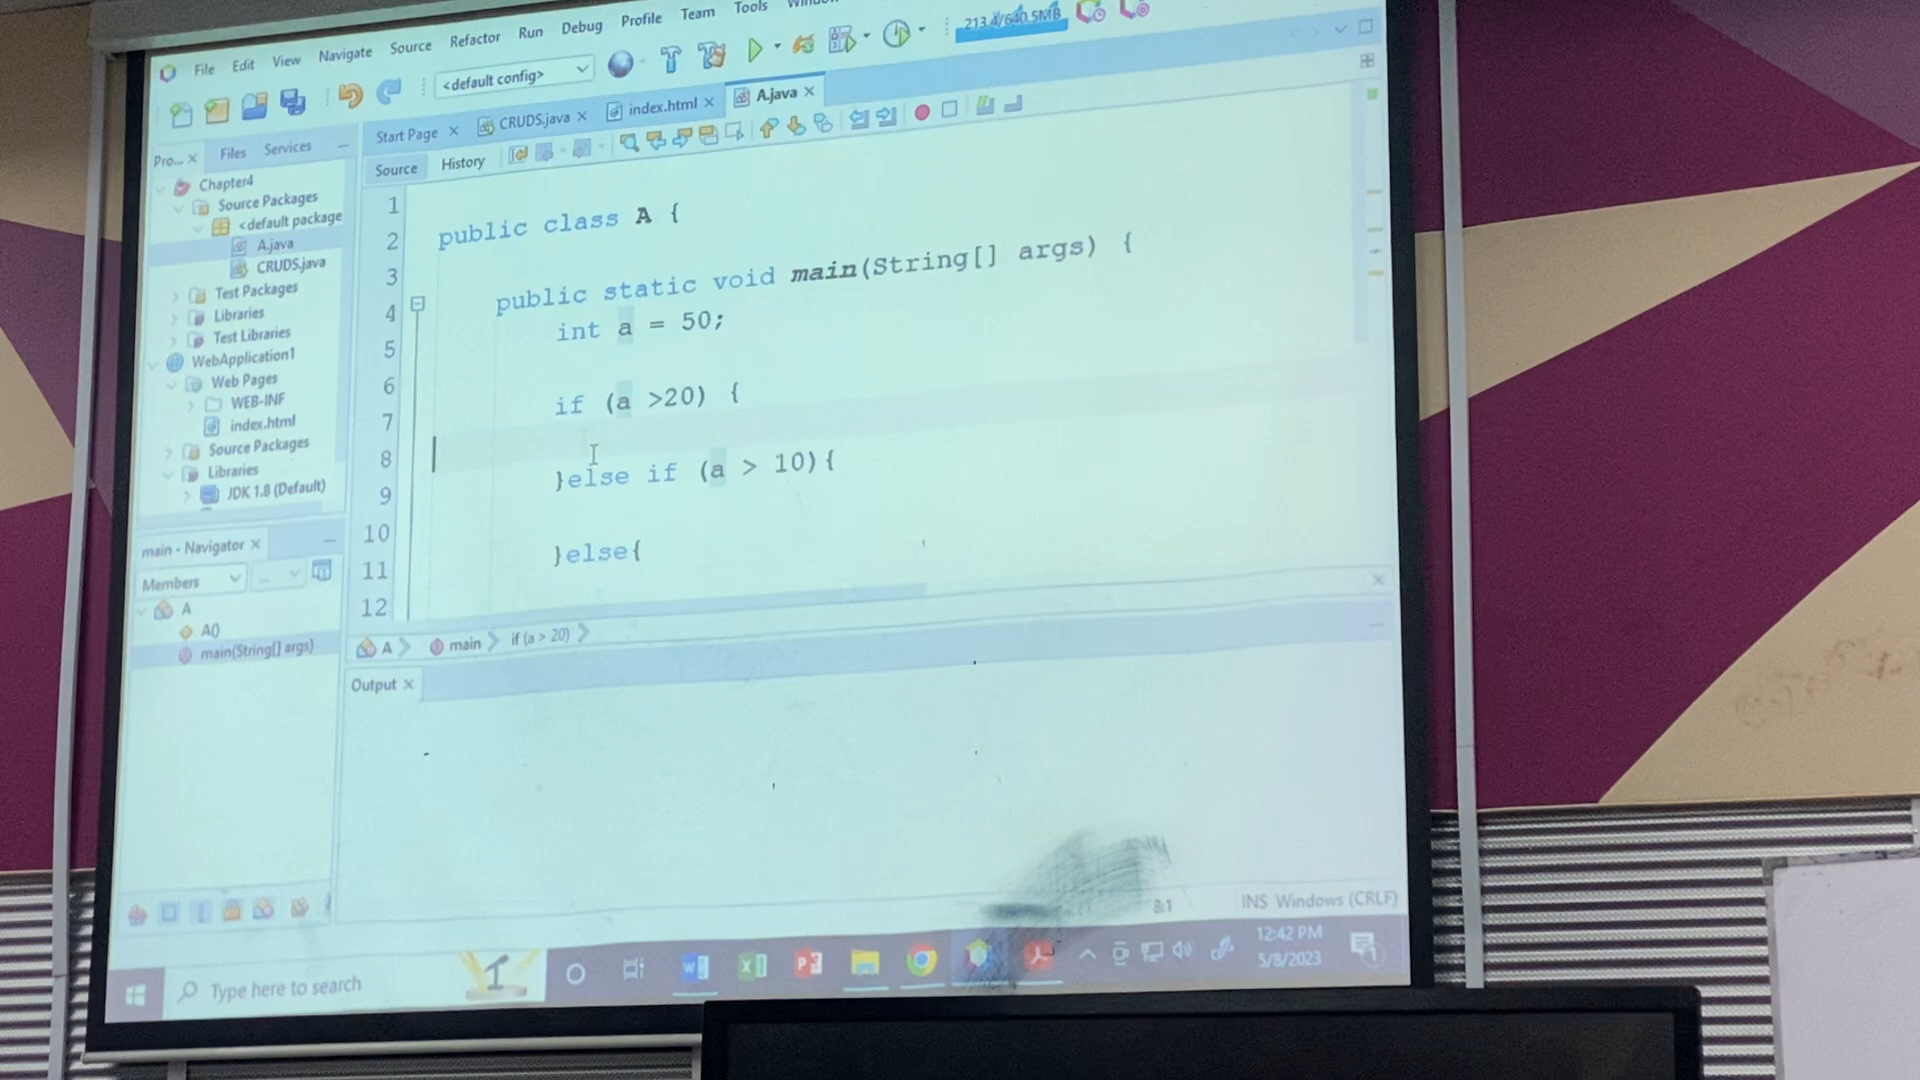 File Edit View Navigate Source Refactor Run Debug Profile Team Tools
<default config>
213.4/640.5MB
Start Page CRUDS.java index.html A.java
Pro... Files Services
Source History
Chapter4
Source Packages
<default package
A.java
CRUDS.java
Test Packages
Libraries
Test Libraries
WebApplication1
Web Pages
WEB-INF
index.html
Source Packages
Libraries
JDK 1.8 (Default)
1
2 public class A {
3
4 public static void main(String[] args) {
5 int a = 50;
6
7 if (a >20) {
8
9 }else if (a > 10){
10
11 }else{
12
main - Navigator
Members ...
A
A()
main(String[] args)
A main if (a > 20)
Output
8:1 INS Windows (CRLF)
Type here to search
12:42 PM
5/8/2023